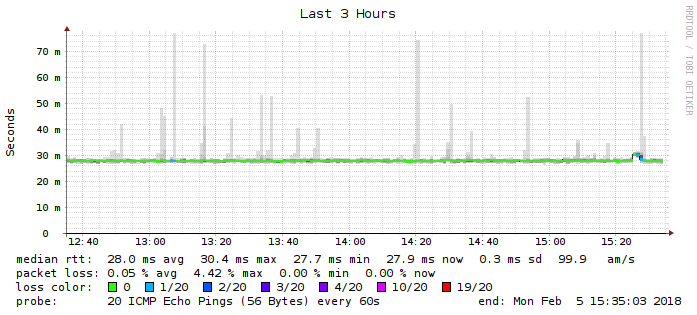 Last 3 Hours
RRDTOOL / TOBI OETIKER
Seconds
70 m
60 m
50 m
40 m
30 m
20 m
10 m
0
12:40 13:00 13:20 13:40 14:00 14:20 14:40 15:00 15:20
median rtt: 28.0 ms avg 30.4 ms max 27.7 ms min 27.9 ms now 0.3 ms sd 99.9 am/s
packet loss: 0.05 % avg 4.42 % max 0.00 % min 0.00 % now
loss color: 0 1/20 2/20 3/20 4/20 10/20 19/20
probe: 20 ICMP Echo Pings (56 Bytes) every 60s end: Mon Feb 5 15:35:03 2018